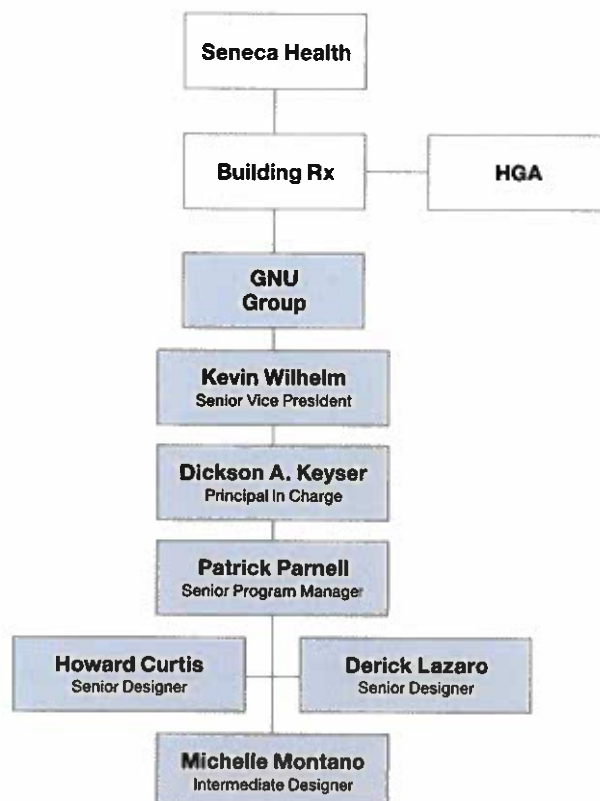 Seneca Health
Building Rx
HGA
GNU
Group
Kevin Wilhelm
Senior Vice President
Dickson A. Keyser
Principal In Charge
Patrick Parnell
Senior Program Manager
Howard Curtis
Senior Designer
Derick Lazaro
Senior Designer
Michelle Montano
Intermediate Designer